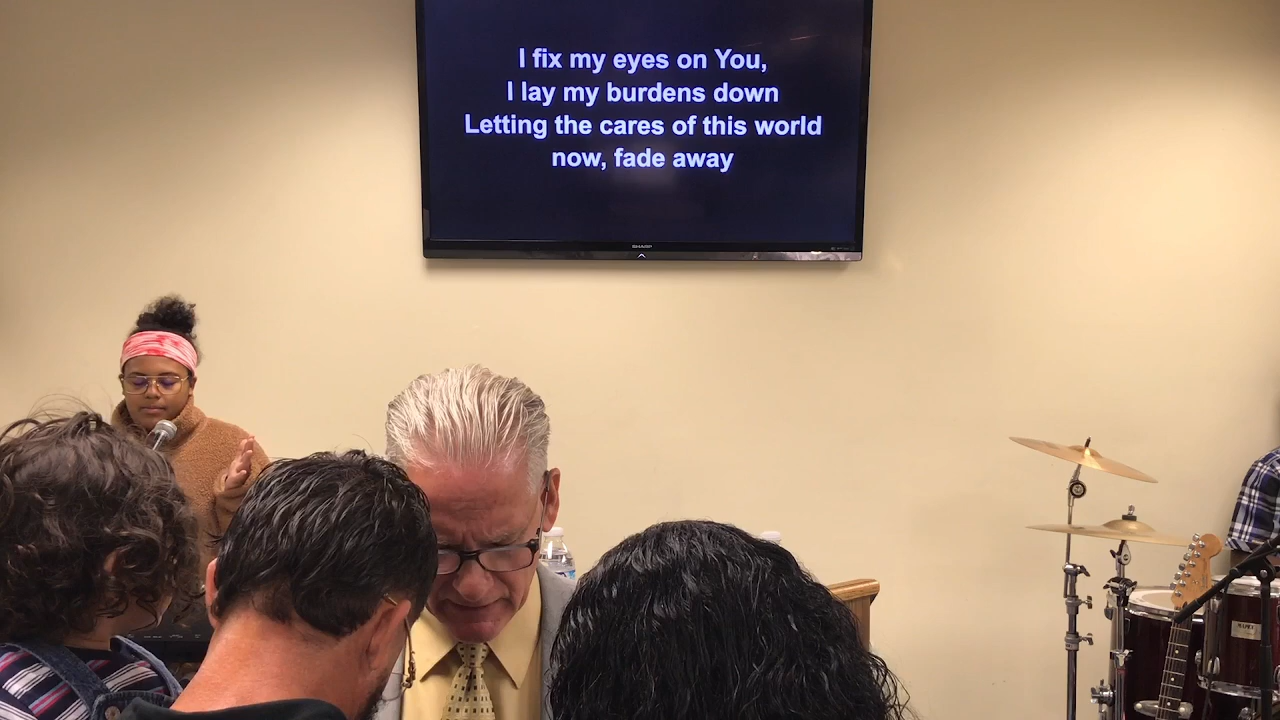 I fix my eyes on You,
I lay my burdens down
Letting the cares of this world
now, fade away
SHARP